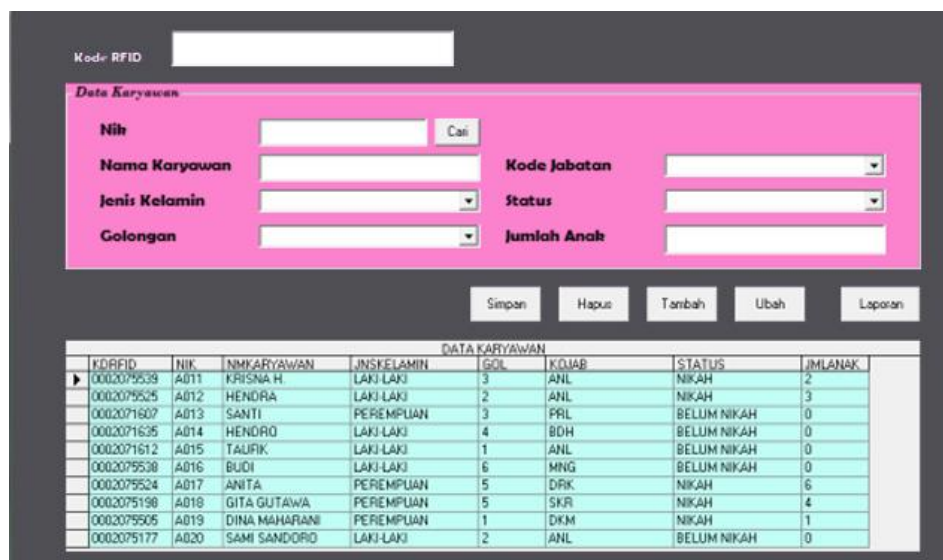 Kode RFID
Data Karyawan
Nik Cari
Nama Karyawan Kode Jabatan
Jenis Kelamin Status
Golongan Jumlah Anak
Simpan Hapus Tambah Ubah Laporan
DATA KARYAWAN
KDRFID NIK NMKARYAWAN JNSKELAMIN GOL KDJAB STATUS JMLANAK
0002075539 A011 KRISNA H. LAKI-LAKI 3 ANL NIKAH 2
0002075525 A012 HENDRA LAKI-LAKI 2 ANL NIKAH 3
0002071607 A013 SANTI PEREMPUAN 3 PRL BELUM NIKAH 0
0002071635 A014 HENDRO LAKI-LAKI 4 BDH BELUM NIKAH 0
0002071612 A015 TAUFIK LAKI-LAKI 1 ANL BELUM NIKAH 0
0002075538 A016 BUDI LAKI-LAKI 6 MNG BELUM NIKAH 0
0002075524 A017 ANITA PEREMPUAN 5 DRK NIKAH 6
0002075198 A018 GITA GUTAWA PEREMPUAN 5 SKR NIKAH 4
0002075505 A019 DINA MAHARANI PEREMPUAN 1 DKM NIKAH 1
0002075177 A020 SAMI SANDORO LAKI-LAKI 2 ANL BELUM NIKAH 0